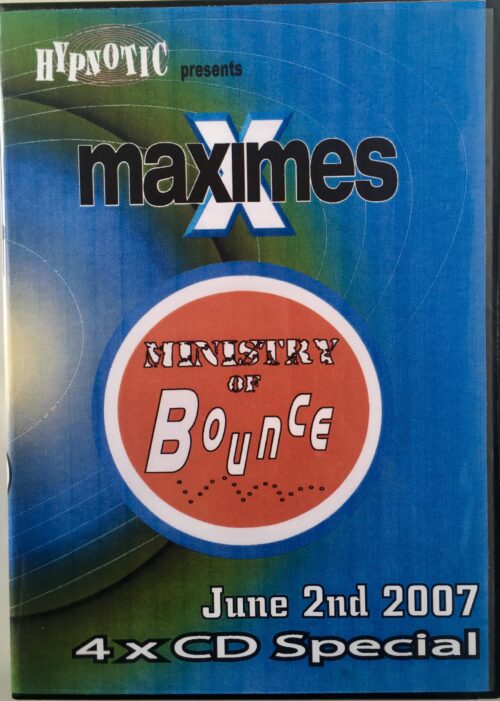 HYPNOTIC presents
maximes
X
MINISTRY
OF
BOUNCE
June 2nd 2007
4 x CD Special